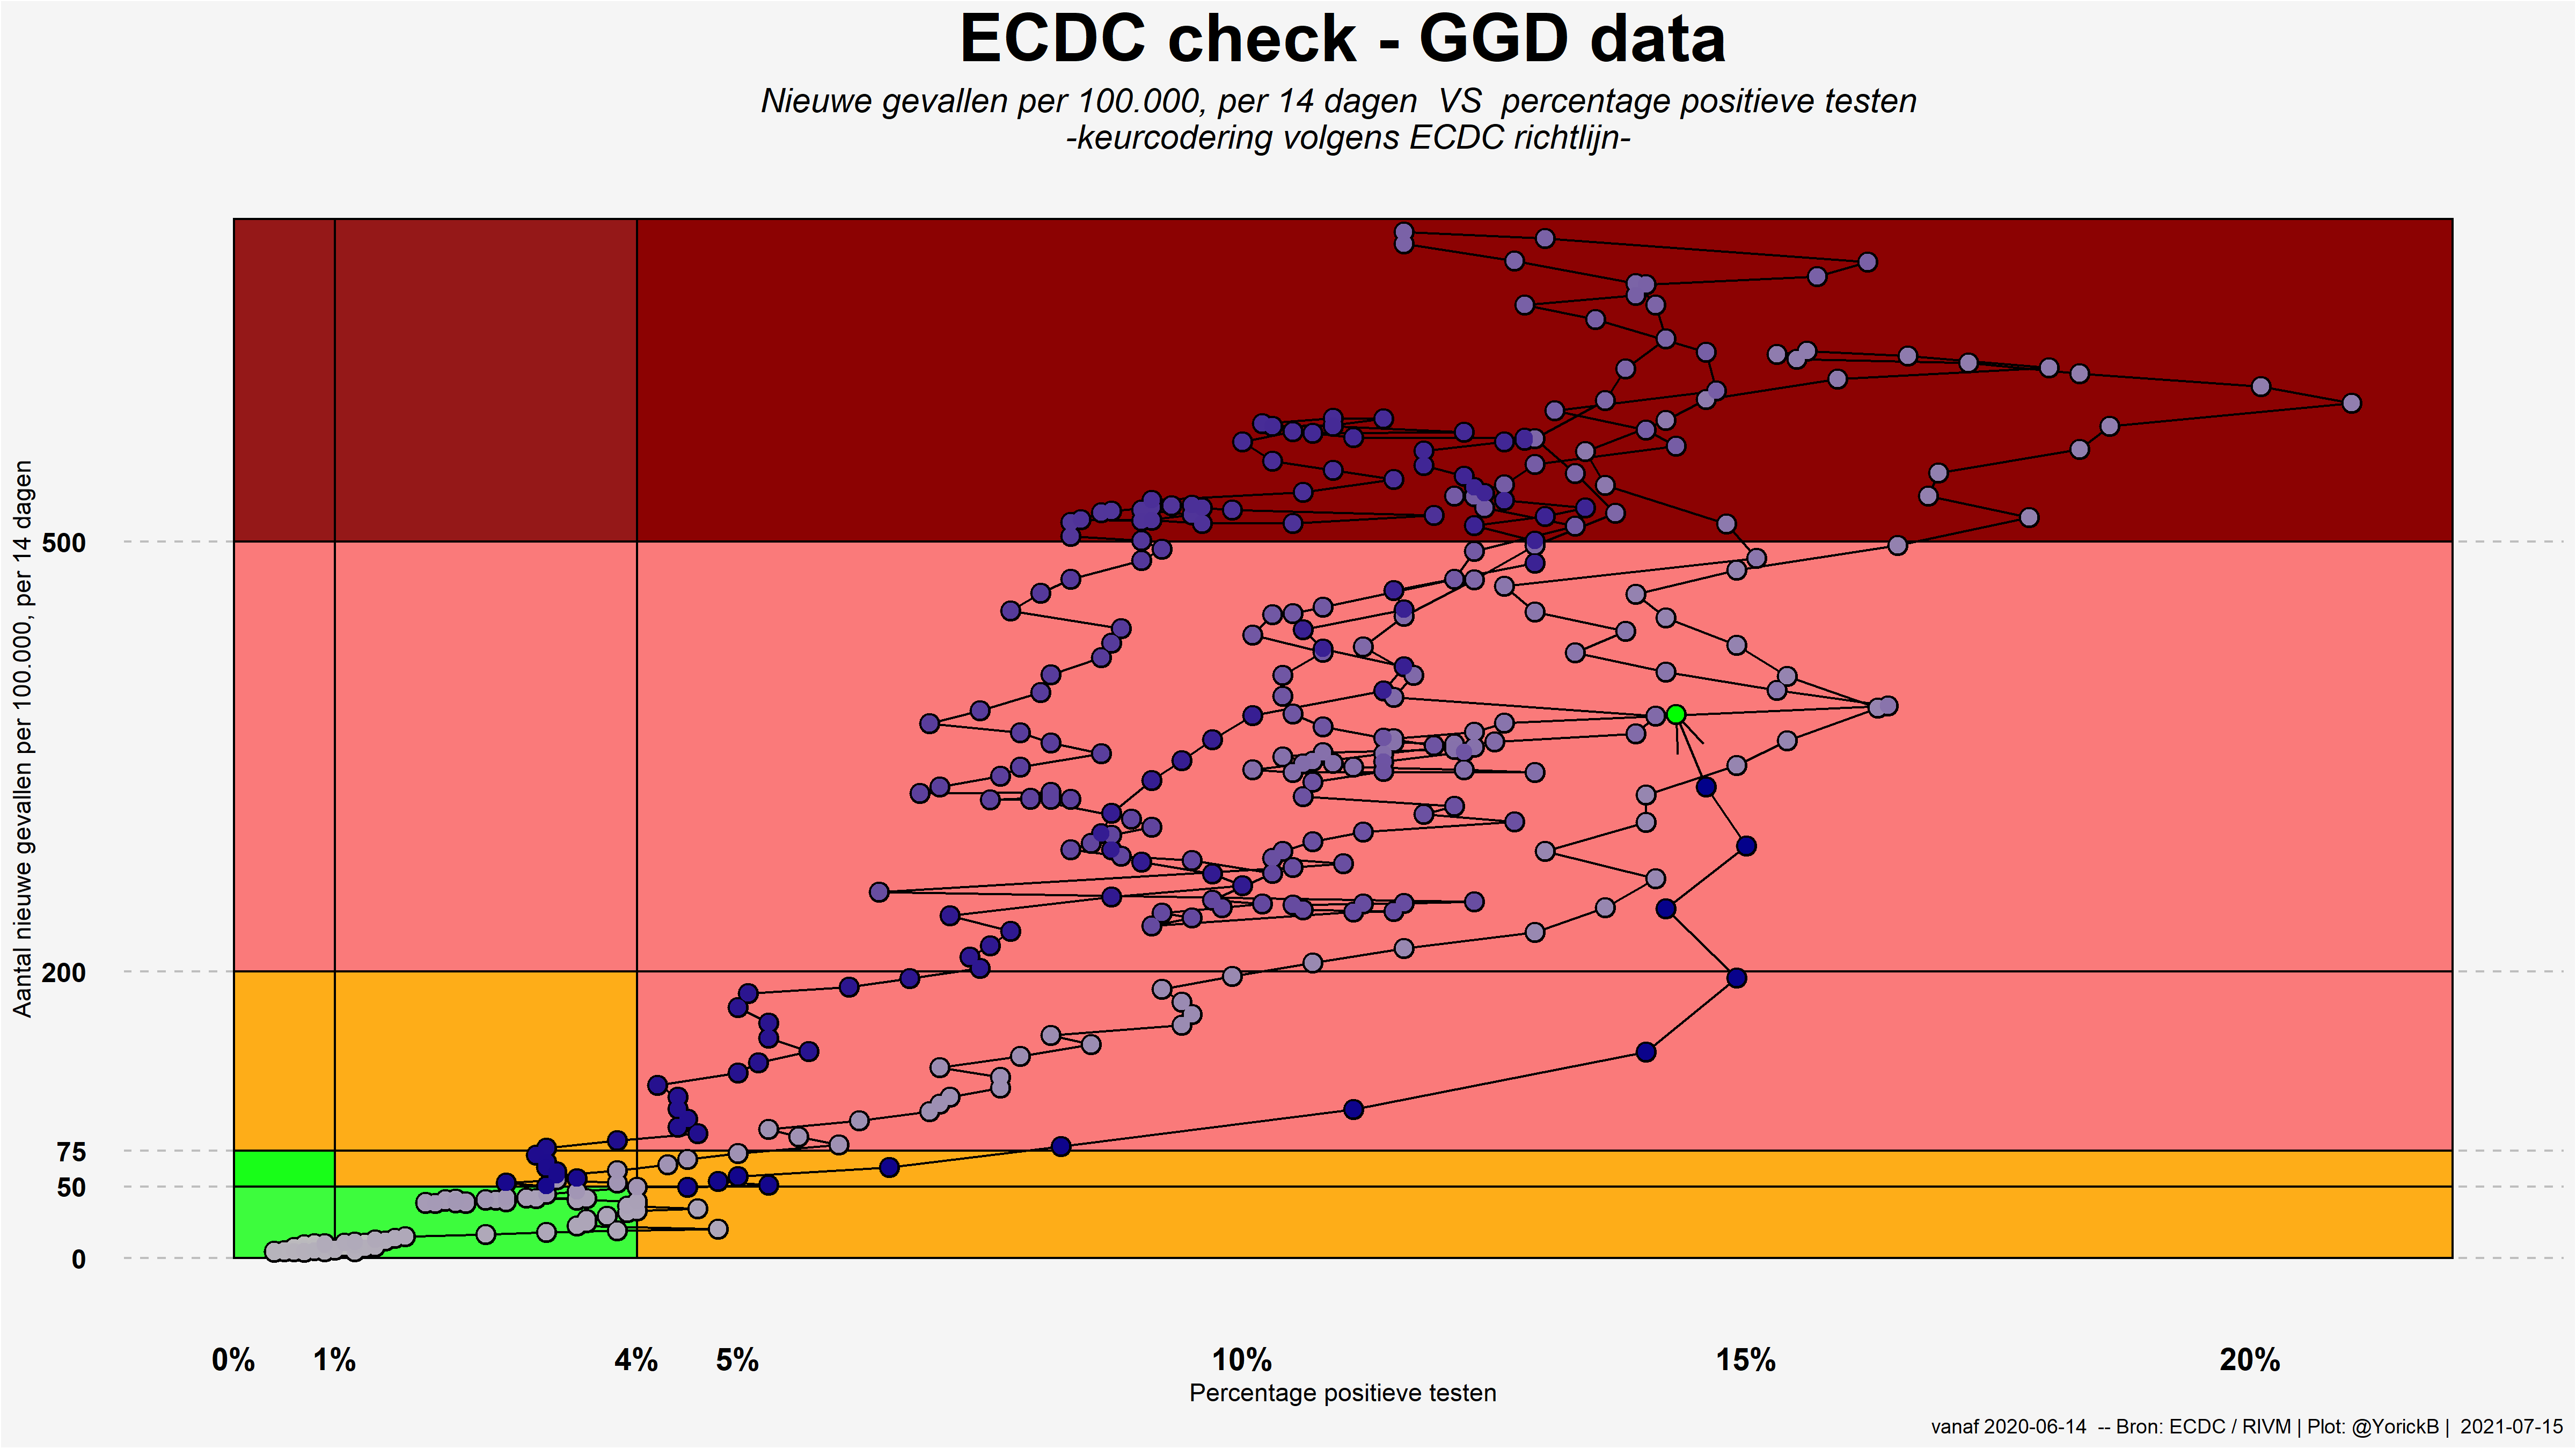 ECDC check - GGD data
Nieuwe gevallen per 100.000, per 14 dagen  VS  percentage positieve testen
-keurcodering volgens ECDC richtlijn-
Aantal nieuwe gevallen per 100.000, per 14 dagen
500
200
75
50
0
0% 1% 4% 5% 10% 15% 20%
Percentage positieve testen
vanaf 2020-06-14  -- Bron: ECDC / RIVM | Plot: @YorickB |  2021-07-15